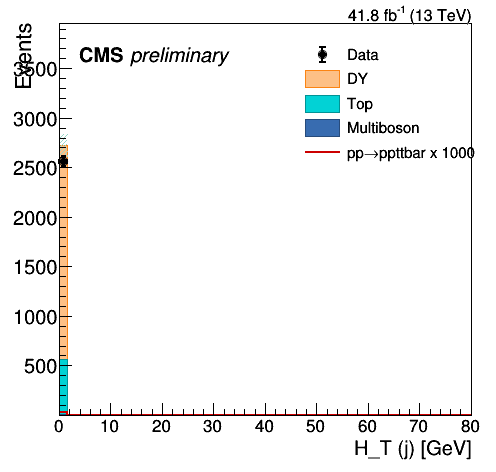 41.8 fb-1 (13 TeV)
Events
CMS preliminary
Data
DY
Top
Multiboson
pp→ppttbar x 1000
3500
3000
2500
2000
1500
1000
500
0 10 20 30 40 50 60 70 80
H_T (j) [GeV]